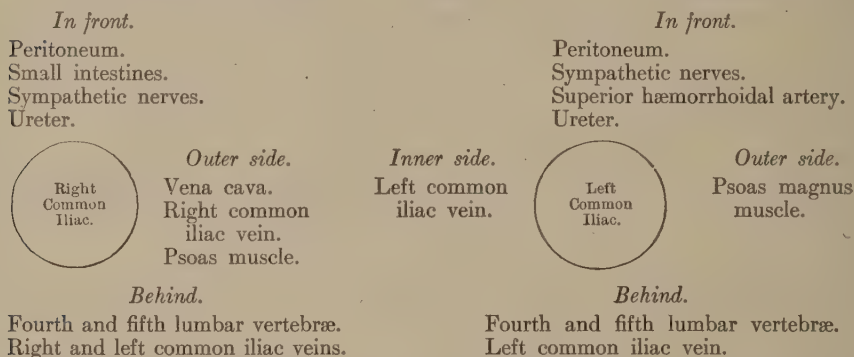 In front.
Peritoneum.
Small intestines.
Sympathetic nerves.
Ureter.
Right
Common
Iliac.
Outer side.
Vena cava.
Right common
iliac vein.
Psoas muscle.
Behind.
Fourth and fifth lumbar vertebræ.
Right and left common iliac veins.
In front.
Peritoneum.
Sympathetic nerves.
Superior hæmorrhoidal artery.
Ureter.
Inner side.
Left common
iliac vein.
Left
Common
Iliac.
Outer side.
Psoas magnus
muscle.
Behind.
Fourth and fifth lumbar vertebræ.
Left common iliac vein.